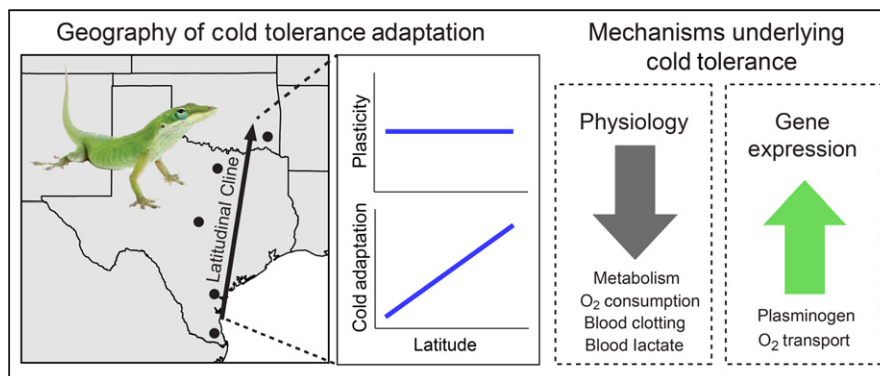 Geography of cold tolerance adaptation
Latitudinal Cline
Plasticity
Cold adaptation
Latitude
Mechanisms underlying
cold tolerance
Physiology
Metabolism
O₂ consumption
Blood clotting
Blood lactate
Gene
expression
Plasminogen
O₂ transport